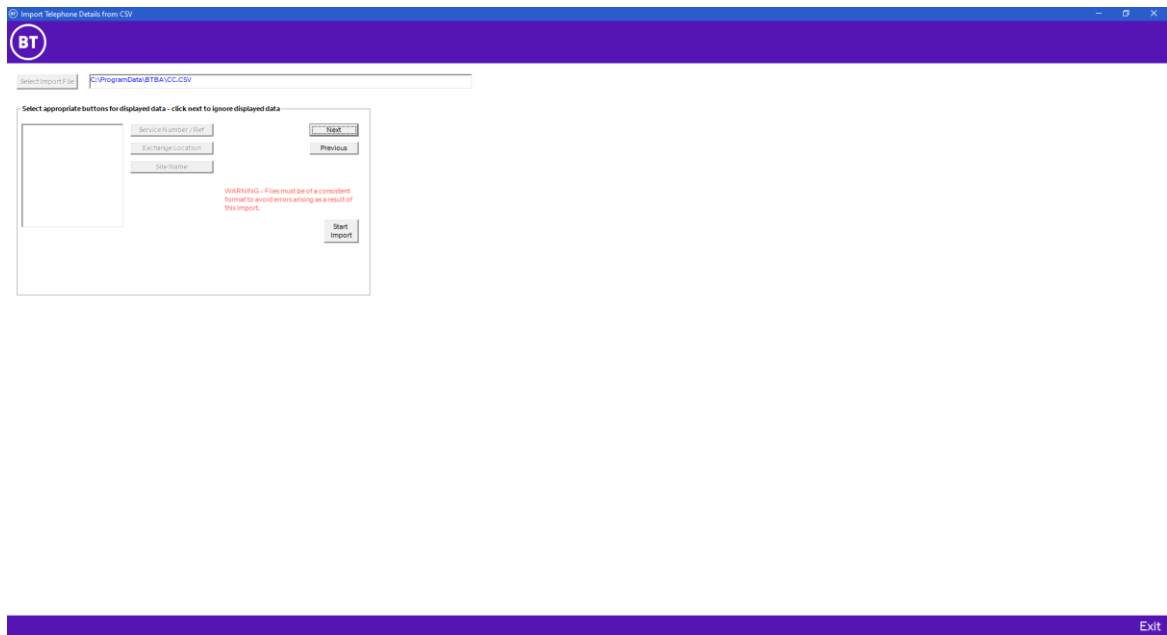 BT Import Telephone Details from CSV
BT
Select Import File C:\ProgramData\BTBA\CC.CSV
Select appropriate buttons for displayed data - click next to ignore displayed data
Service Number / Ref Next
Exchange Location Previous
Site Name
WARNING - Files must be of a consistent
format to avoid errors arising as a result of
this import.
Start
Import
Exit